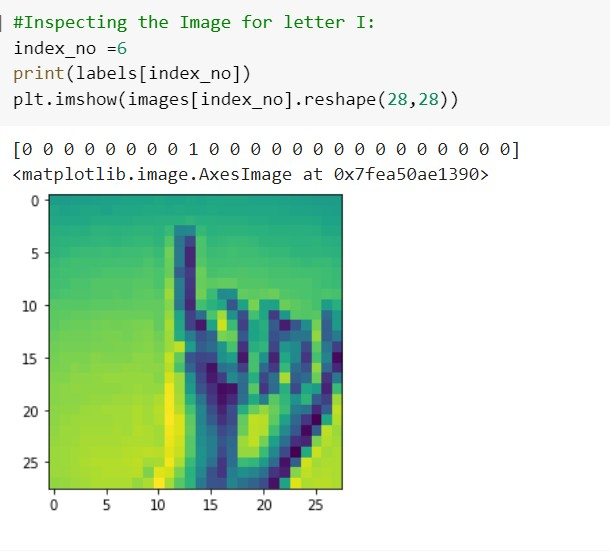 #Inspecting the Image for letter I:
index_no =6
print(labels[index_no])
plt.imshow(images[index_no].reshape(28,28))
[0 0 0 0 0 0 0 0 1 0 0 0 0 0 0 0 0 0 0 0 0 0 0 0]
<matplotlib.image.AxesImage at 0x7fea50ae1390>
0
5
10
15
20
25
0 5 10 15 20 25